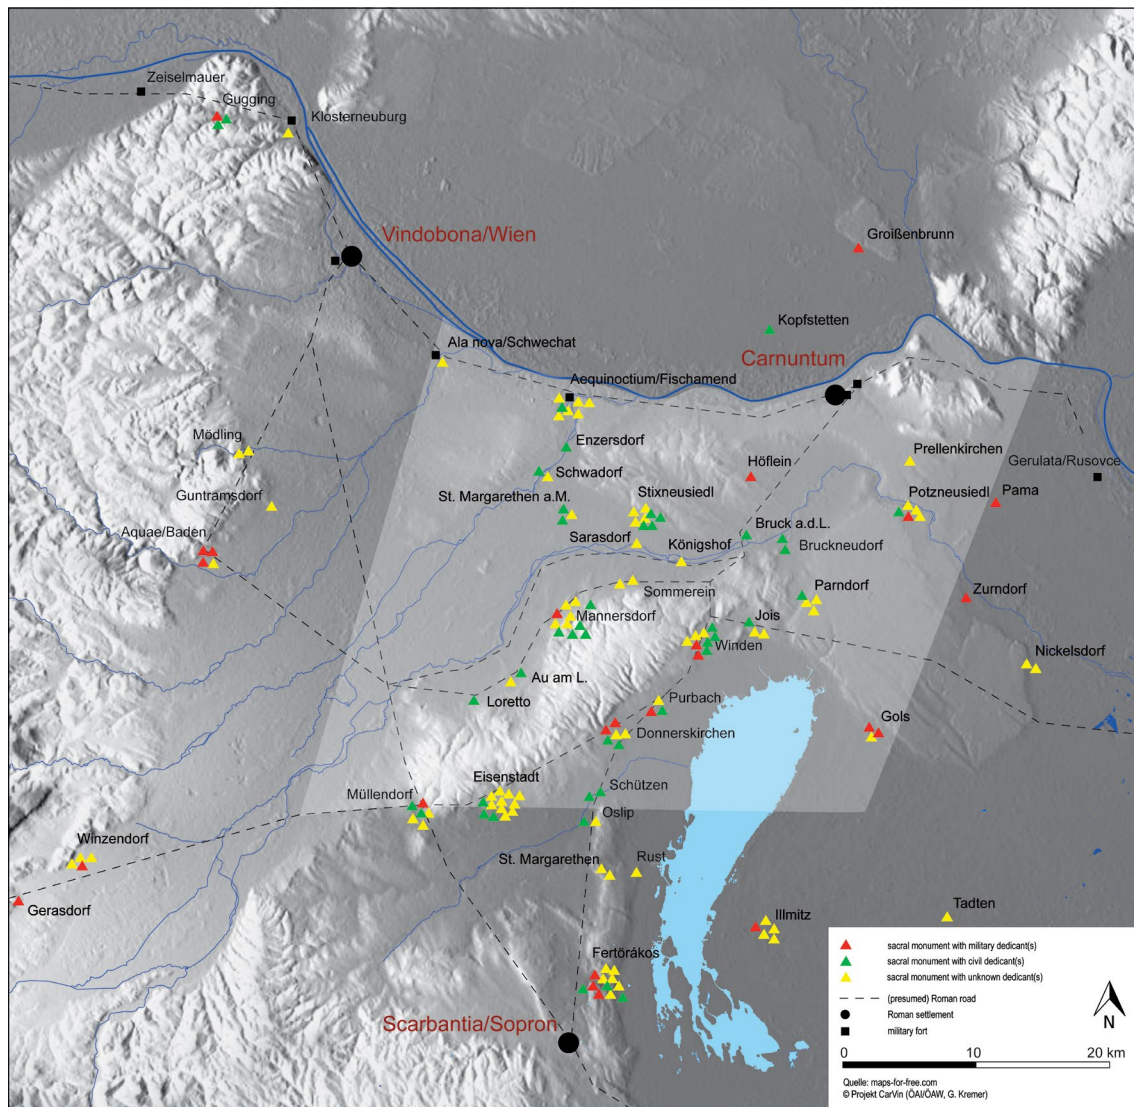 Zeiselmauer
Gugging
Klosterneuburg
Vindobona/Wien
Großenbrunn
Kopfstetten
Ala nova/Schwechat
Carnuntum
Aequinoctium/Fischamend
Mödling
Enzersdorf
Prellenkirchen
Höflein
Gerulata/Rusovce
Schwadorf
Guntramsdorf
St. Margarethen a.M.
Stixneusiedl
Potzneusiedl
Pama
Aquae/Baden
Sarasdorf
Bruck a.d.L.
Königshof
Bruckneudorf
Sommerein
Parndorf
Zurndorf
Mannersdorf
Jois
Winden
Nickelsdorf
Au am L.
Loretto
Purbach
Gols
Donnerskirchen
Eisenstadt
Schützen
Müllendorf
Oslip
Winzendorf
St. Margarethen
Rust
Gerasdorf
Tadten
Illmitz
Fertörákos
Scarbantia/Sopron
sacral monument with military dedicant(s)
sacral monument with civil dedicant(s)
sacral monument with unknown dedicant(s)
(presumed) Roman road
Roman settlement
military fort
N
0 10 20 km
Quelle: maps-for-free.com
© Projekt CarVin (ÖAI/ÖAW, G. Kremer)